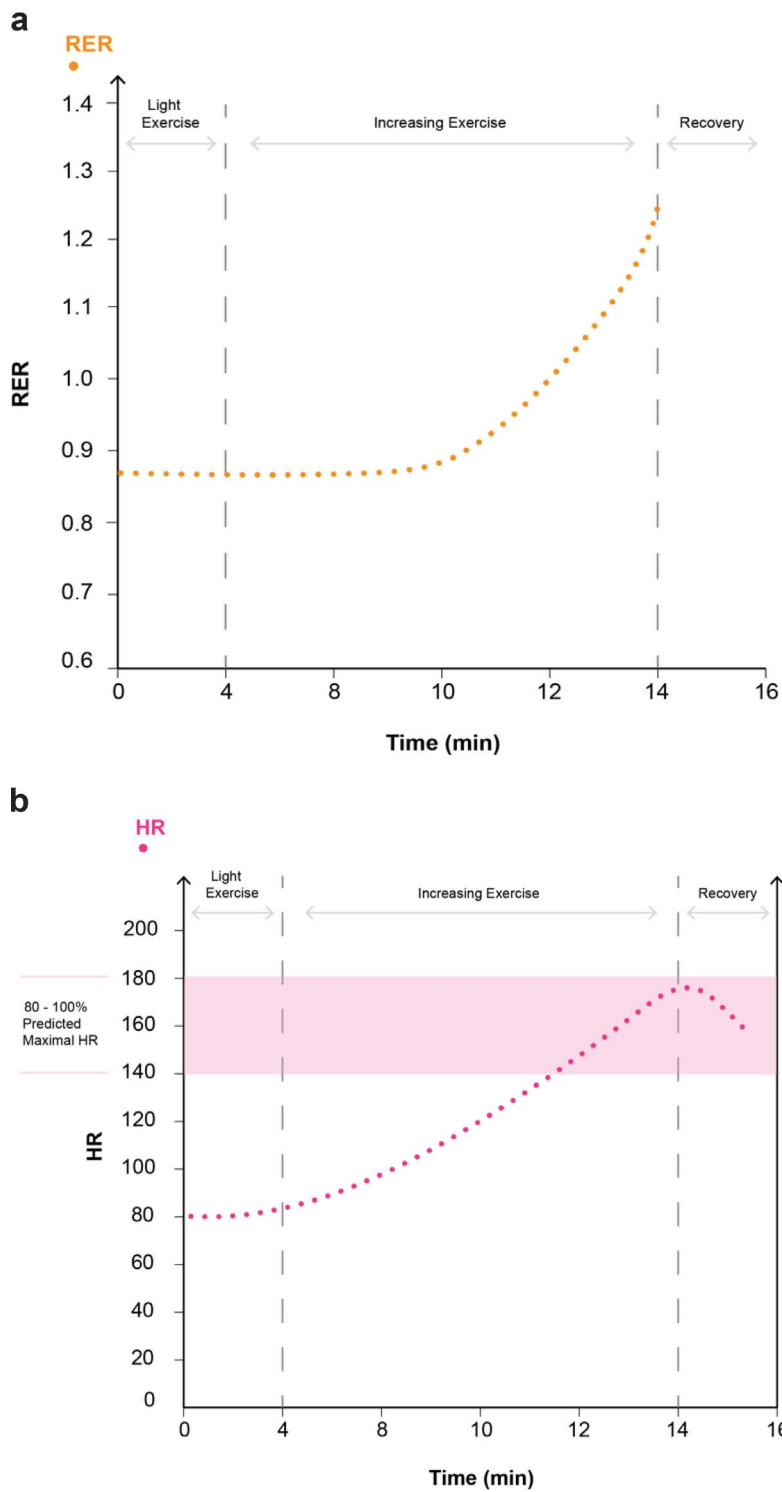 a
RER
Light
Exercise
Increasing Exercise
Recovery
1.4
1.3
1.2
1.1
1.0
0.9
0.8
0.7
0.6
RER
0 4 8 10 12 14 16
Time (min)
b
HR
Light
Exercise
Increasing Exercise
Recovery
200
180
160
140
120
100
80
60
40
20
0
80 - 100%
Predicted
Maximal HR
HR
0 4 8 10 12 14 16
Time (min)